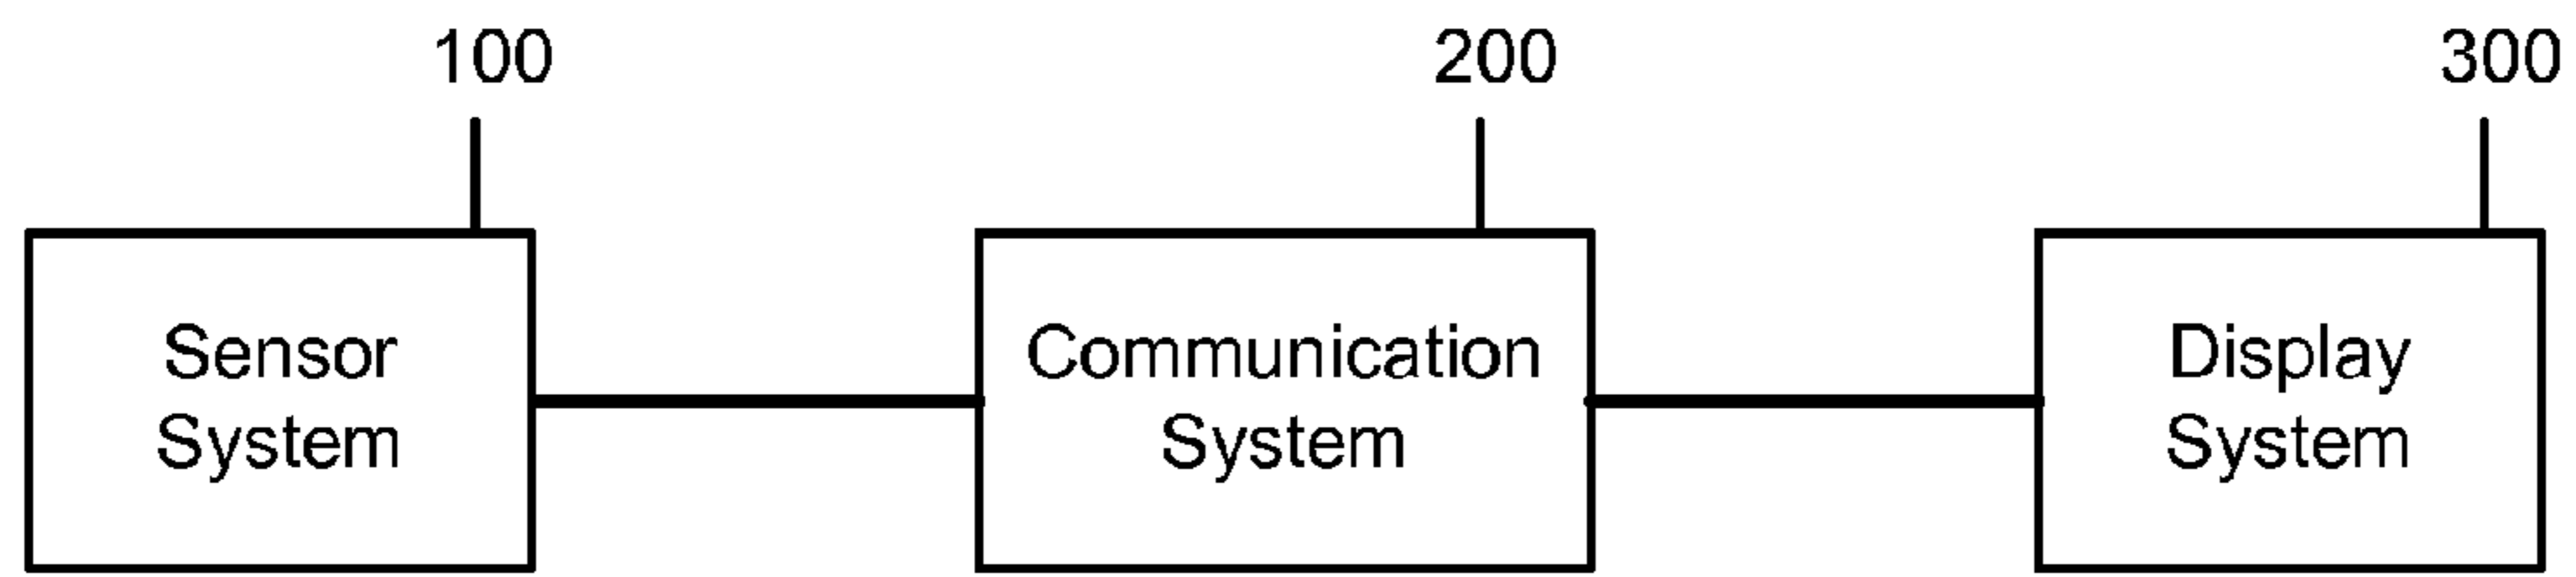 100
200
300
Sensor
System
Communication
System
Display
System